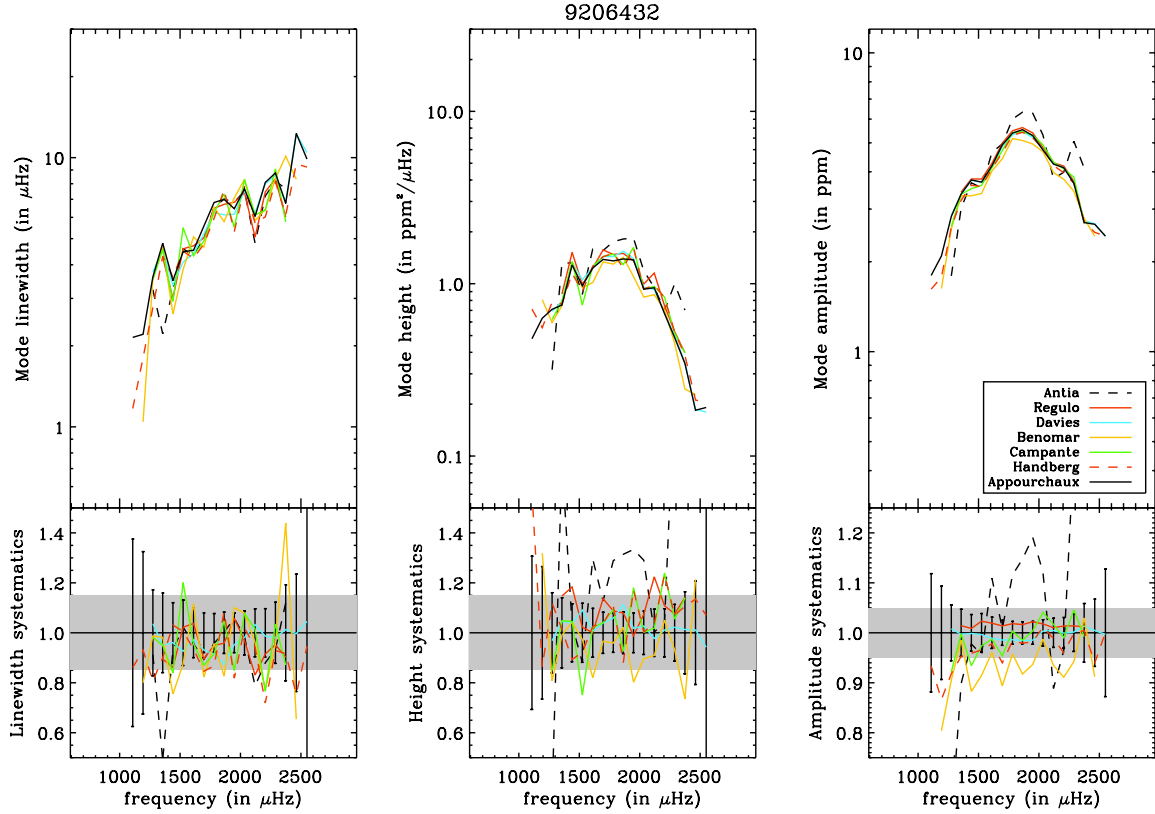 9206432
Mode linewidth (in μHz)
10
1
Mode height (in ppm²/μHz)
10.0
1.0
0.1
Mode amplitude (in ppm)
10
1
Antia
Regulo
Davies
Benomar
Campante
Handberg
Appourchaux
Linewidth systematics
1.4
1.2
1.0
0.8
0.6
1000 1500 2000 2500
frequency (in μHz)
Height systematics
1.4
1.2
1.0
0.8
0.6
1000 1500 2000 2500
frequency (in μHz)
Amplitude systematics
1.2
1.1
1.0
0.9
0.8
1000 1500 2000 2500
frequency (in μHz)